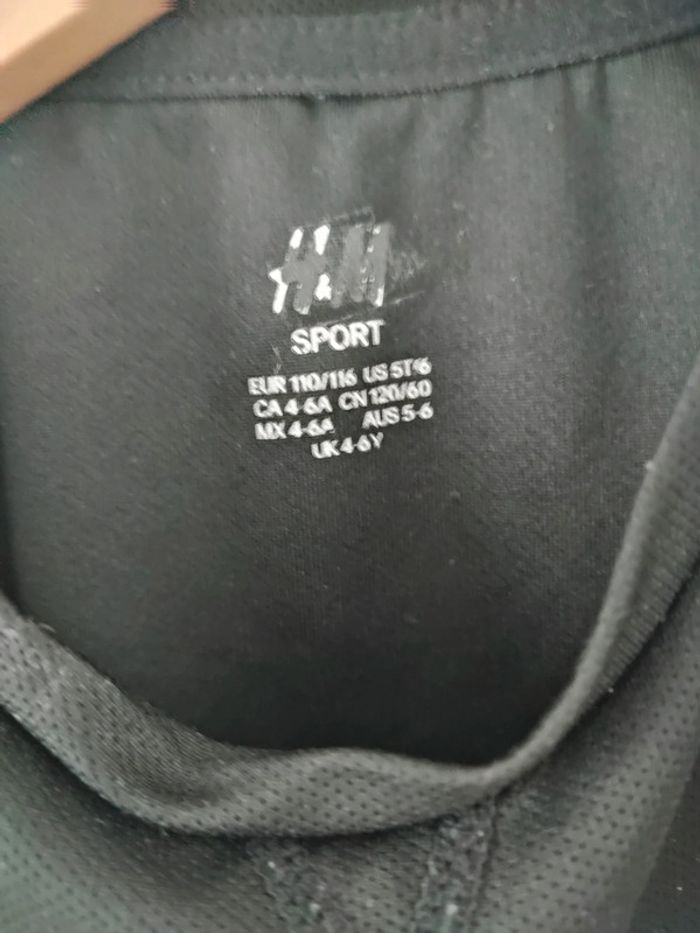 H&M
SPORT
EUR 110/116 US 5T-6
CA 4-6A CN 120/60
MX 4-6A AUS 5-6
UK 4-6Y